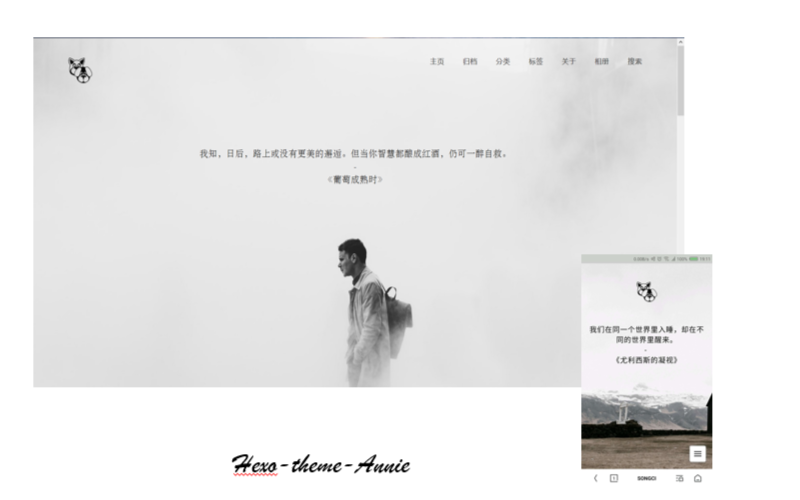 主页 归档 分类 标签 关于 相册 搜索
我知，日后，路上或没有更美的邂逅。但当你智慧都酿成红酒，仍可一醉自救。
-
《葡萄成熟时》
100%
我们在同一个世界里入睡，却在不
同的世界里醒来。
-
《尤利西斯的凝视》
SONGCI
Hexo-theme-Annie